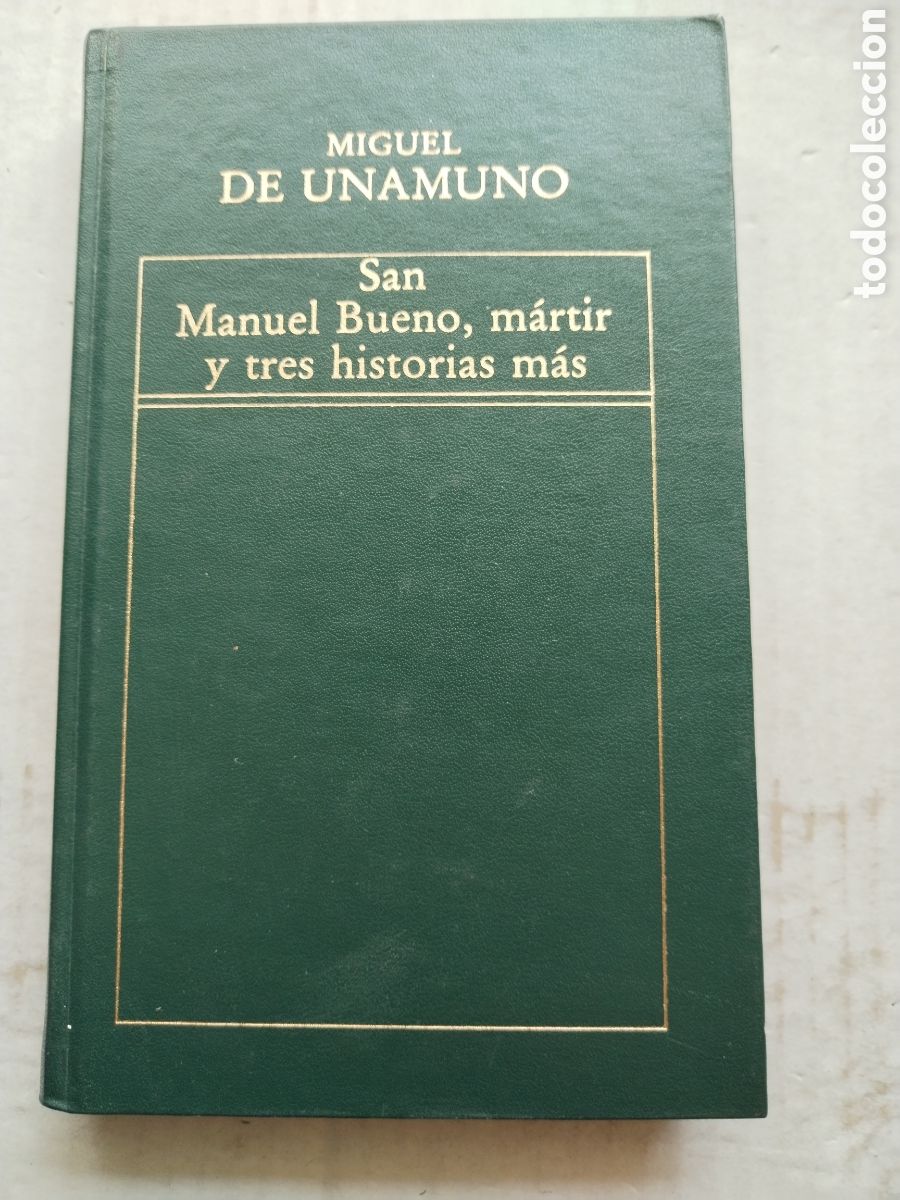 MIGUEL
DE UNAMUNO
San
Manuel Bueno, mártir
y tres historias más
todocoleccion